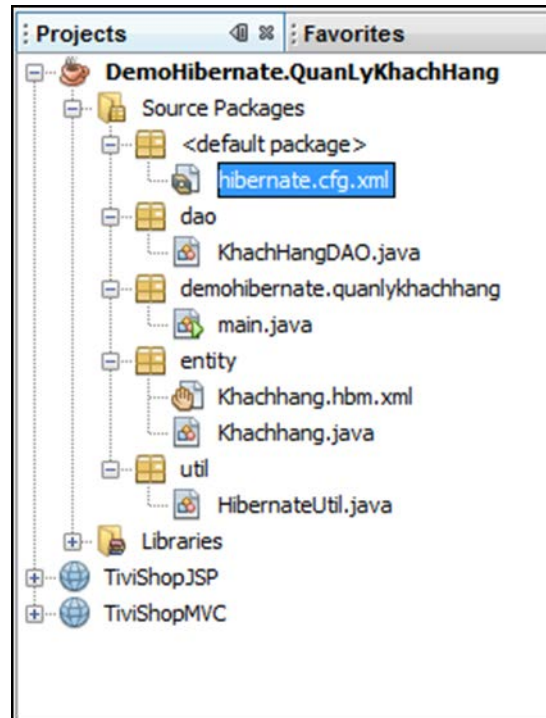 Projects
Favorites
DemoHibernate.QuanLyKhachHang
Source Packages
<default package>
hibernate.cfg.xml
dao
KhachHangDAO.java
demohibernate.quanlykhachhang
main.java
entity
Khachhang.hbm.xml
Khachhang.java
util
HibernateUtil.java
Libraries
TiviShopJSP
TiviShopMVC